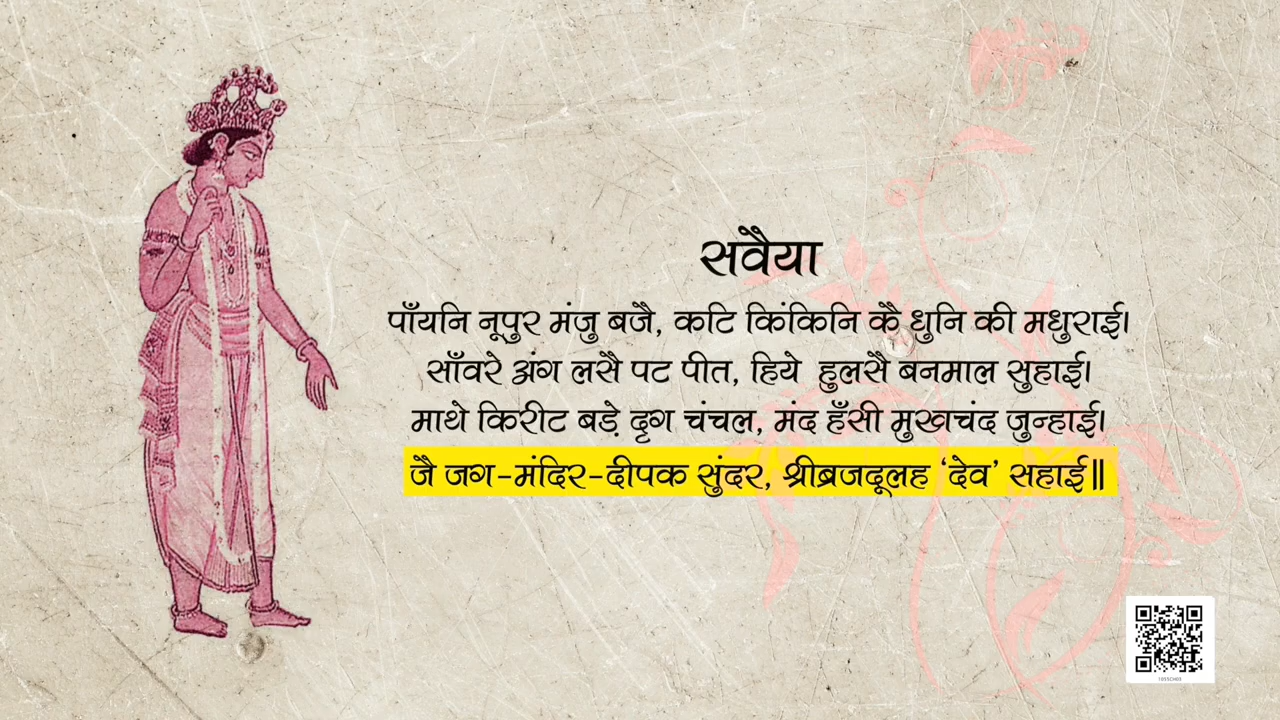 सवैया
पाँयनि नूपुर मंजु बजै, कटि किंकिनि कै धुनि की मधुराई।
साँवरे अंग लसै पट पीत, हिये हुलसै बनमाल सुहाई।
माथे किरीट बड़े दृग चंचल, मंद हँसी मुखचंद जुन्हाई।
जै जग-मंदिर-दीपक सुंदर, श्रीब्रजदूलह ‘देव’ सहाई॥
1055CH03